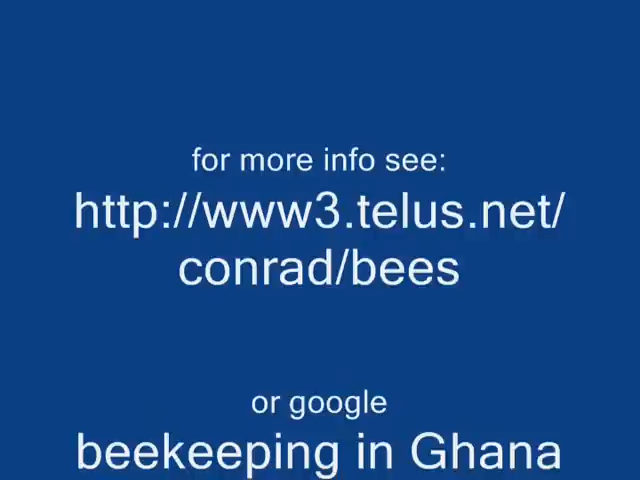 for more info see:
http://www3.telus.net/
conrad/bees
or google
beekeeping in Ghana